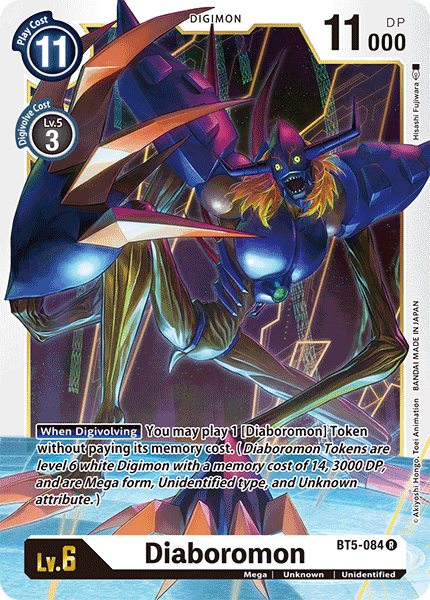 Play Cost
11
DIGIMON
11000
DP
Digivolve Cost
Lv.5
3
Hisashi Fujiwara
BANDAI MADE IN JAPAN
©Akiyoshi Hongo, Toei Animation
When Digivolving You may play 1 [Diaboromon] Token
without paying its memory cost. (Diaboromon Tokens are
level 6 white Digimon with a memory cost of 14, 3000 DP,
and are Mega form, Unidentified type, and Unknown
attribute.)
Lv.6
Diaboromon
BT5-084 R
Mega | Unknown | Unidentified